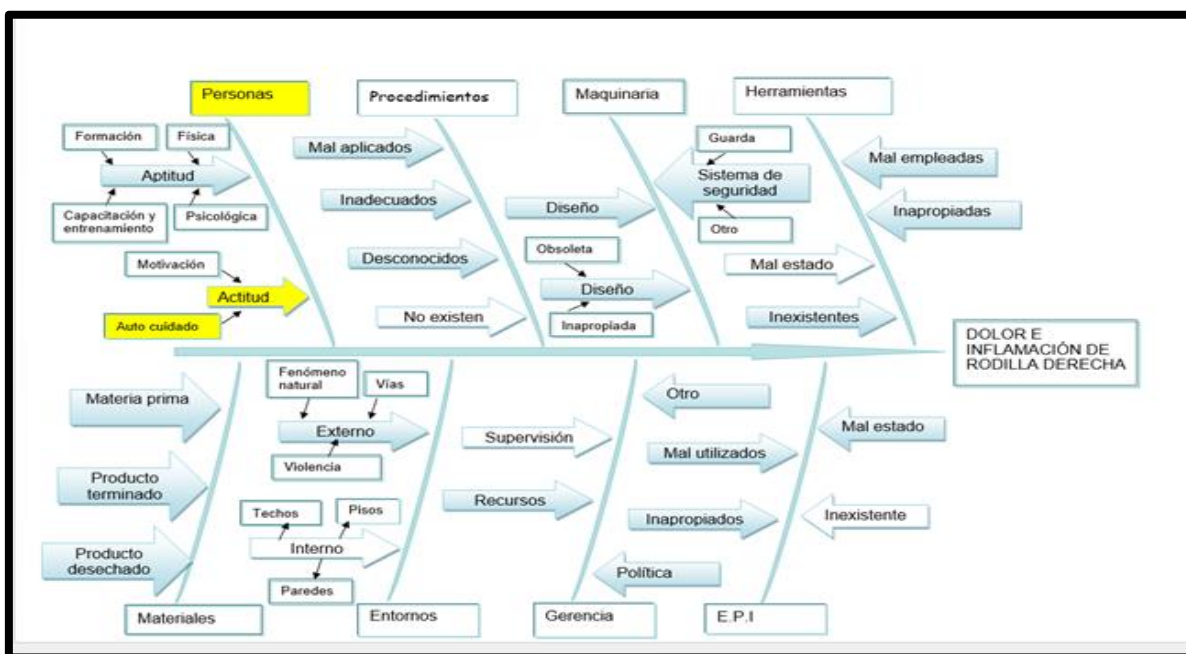 Personas
Procedimientos
Maquinaria
Herramientas
Formación
Física
Aptitud
Capacitación y
entrenamiento
Psicológica
Motivación
Actitud
Auto cuidado
Mal aplicados
Inadecuados
Desconocidos
No existen
Diseño
Obsoleta
Diseño
Inapropiada
Guarda
Sistema de
seguridad
Otro
Mal empleadas
Inapropiadas
Mal estado
Inexistentes
DOLOR E
INFLAMACIÓN DE
RODILLA DERECHA
Materia prima
Producto
terminado
Producto
desechado
Materiales
Fenómeno
natural
Vías
Externo
Violencia
Techos
Pisos
Interno
Paredes
Entornos
Otro
Supervisión
Recursos
Política
Gerencia
Mal utilizados
Mal estado
Inapropiados
Inexistente
E.P.I